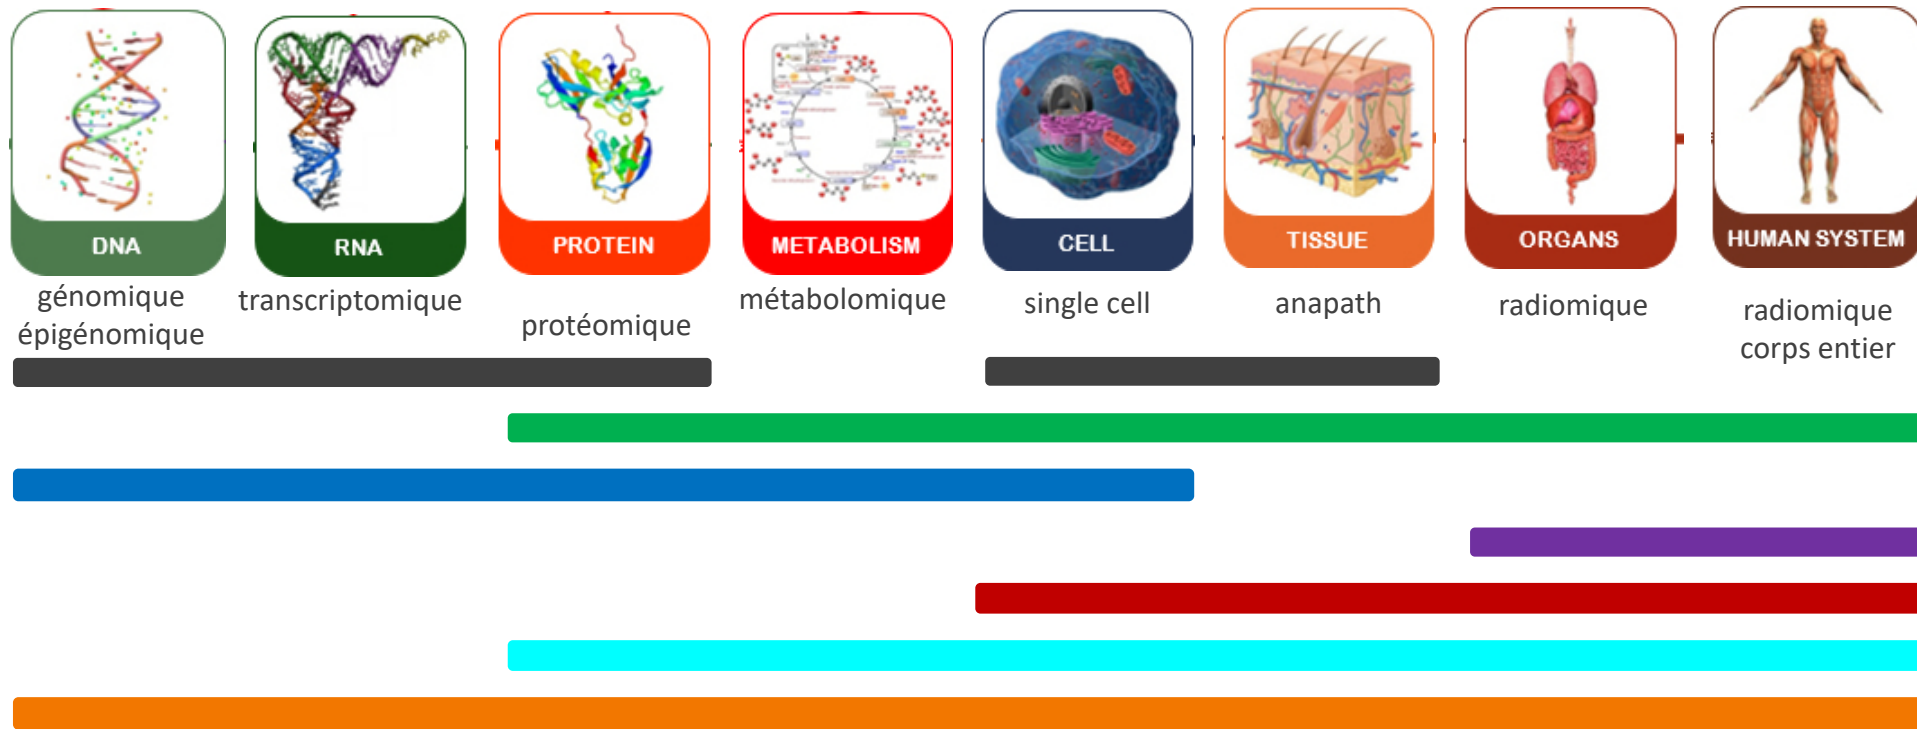 DNA
RNA
PROTEIN
METABOLISM
CELL
TISSUE
ORGANS
HUMAN SYSTEM
génomique
épigénomique
transcriptomique
protéomique
métabolomique
single cell
anapath
radiomique
radiomique
corps entier